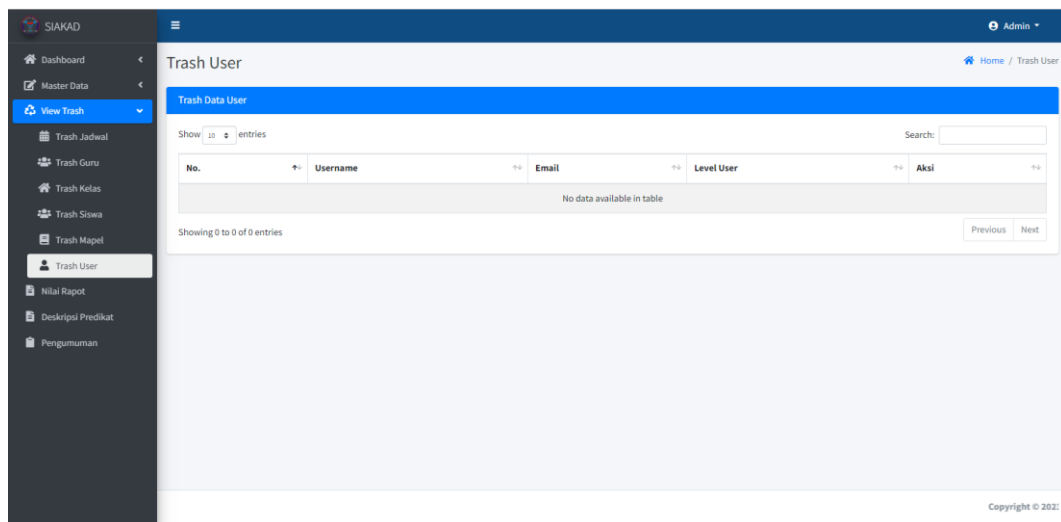 SIAKAD
Admin
Dashboard
Master Data
View Trash
Trash Jadwal
Trash Guru
Trash Kelas
Trash Siswa
Trash Mapel
Trash User
Nilai Rapot
Deskripsi Predikat
Pengumuman
Trash User
Home / Trash User
Trash Data User
Show 10 entries
Search:
No. Username Email Level User Aksi
No data available in table
Showing 0 to 0 of 0 entries
Previous Next
Copyright ©